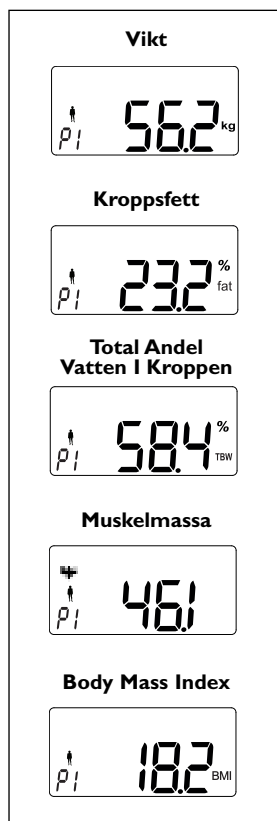 Vikt
P1 56.2 kg
Kroppsfett
P1 23.2 % fat
Total Andel
Vatten I Kroppen
P1 58.4 % TBW
Muskelmassa
P1 46.1
Body Mass Index
P1 18.2 BMI